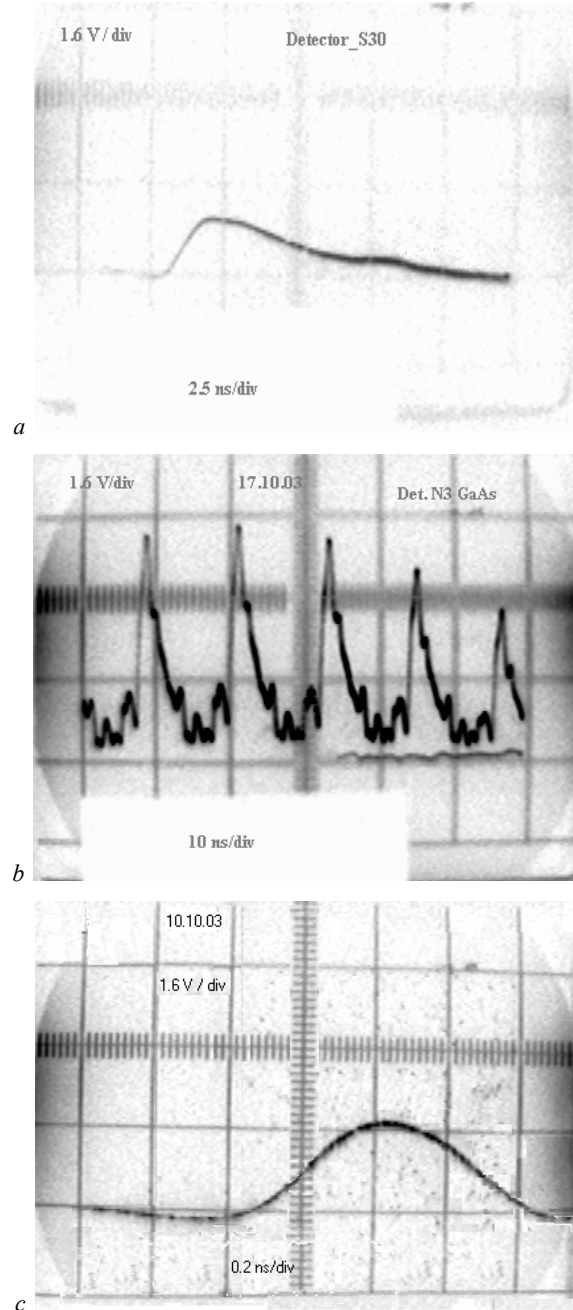 1.6 V / div
Detector_S30
2.5 ns/div
a
1.6 V/div
17.10.03
Det. N3 GaAs
10 ns/div
b
10.10.03
1.6 V / div
0.2 ns/div
c